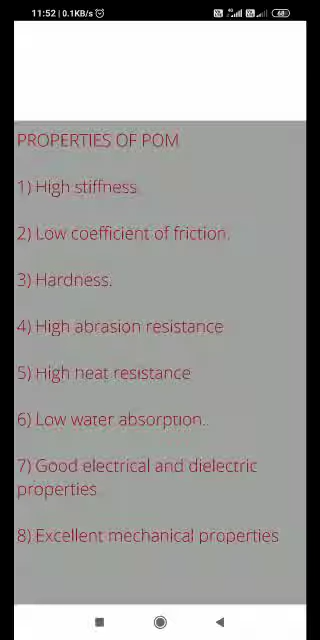 11:52 | 0.1KB/s
4G
68
PROPERTIES OF POM
1) High stiffness.
2) Low coefficient of friction.
3) Hardness.
4) High abrasion resistance
5) High heat resistance
6) Low water absorption..
7) Good electrical and dielectric
properties
8) Excellent mechanical properties